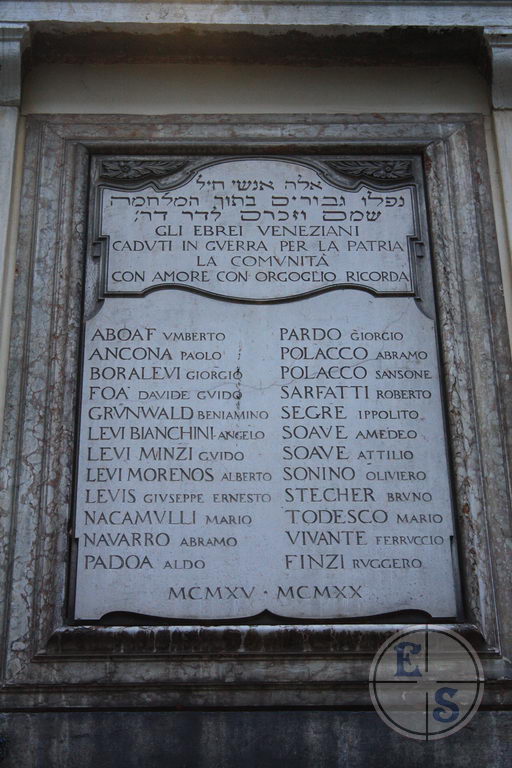 אלה אנשי חיל
נפלו גבורים בתוך המלחמה
שמם וזכרם לדר דר׃
GLI EBREI VENEZIANI
CADVTI IN GVERRA PER LA PATRIA
LA COMVNITÀ
CON AMORE CON ORGOGLIO RICORDA
ABOAF VMBERTO
ANCONA PAOLO
BORALEVI GIORGIO
FOÀ DAVIDE GVIDO
GRÜNWALD BENIAMINO
LEVI BIANCHINI ANGELO
LEVI MINZI GVIDO
LEVI MORENOS ALBERTO
LEVIS GIVSEPPE ERNESTO
NACAMVLLI MARIO
NAVARRO ABRAMO
PADOA ALDO
PARDO GIORGIO
POLACCO ABRAMO
POLACCO SANSONE
SARFATTI ROBERTO
SEGRE IPPOLITO
SOAVE AMEDEO
SOAVE ATTILIO
SONINO OLIVIERO
STECHER BRVNO
TODESCO MARIO
VIVANTE FERRVCCIO
FINZI RVGGERO
MCMXV · MCMXX
E S